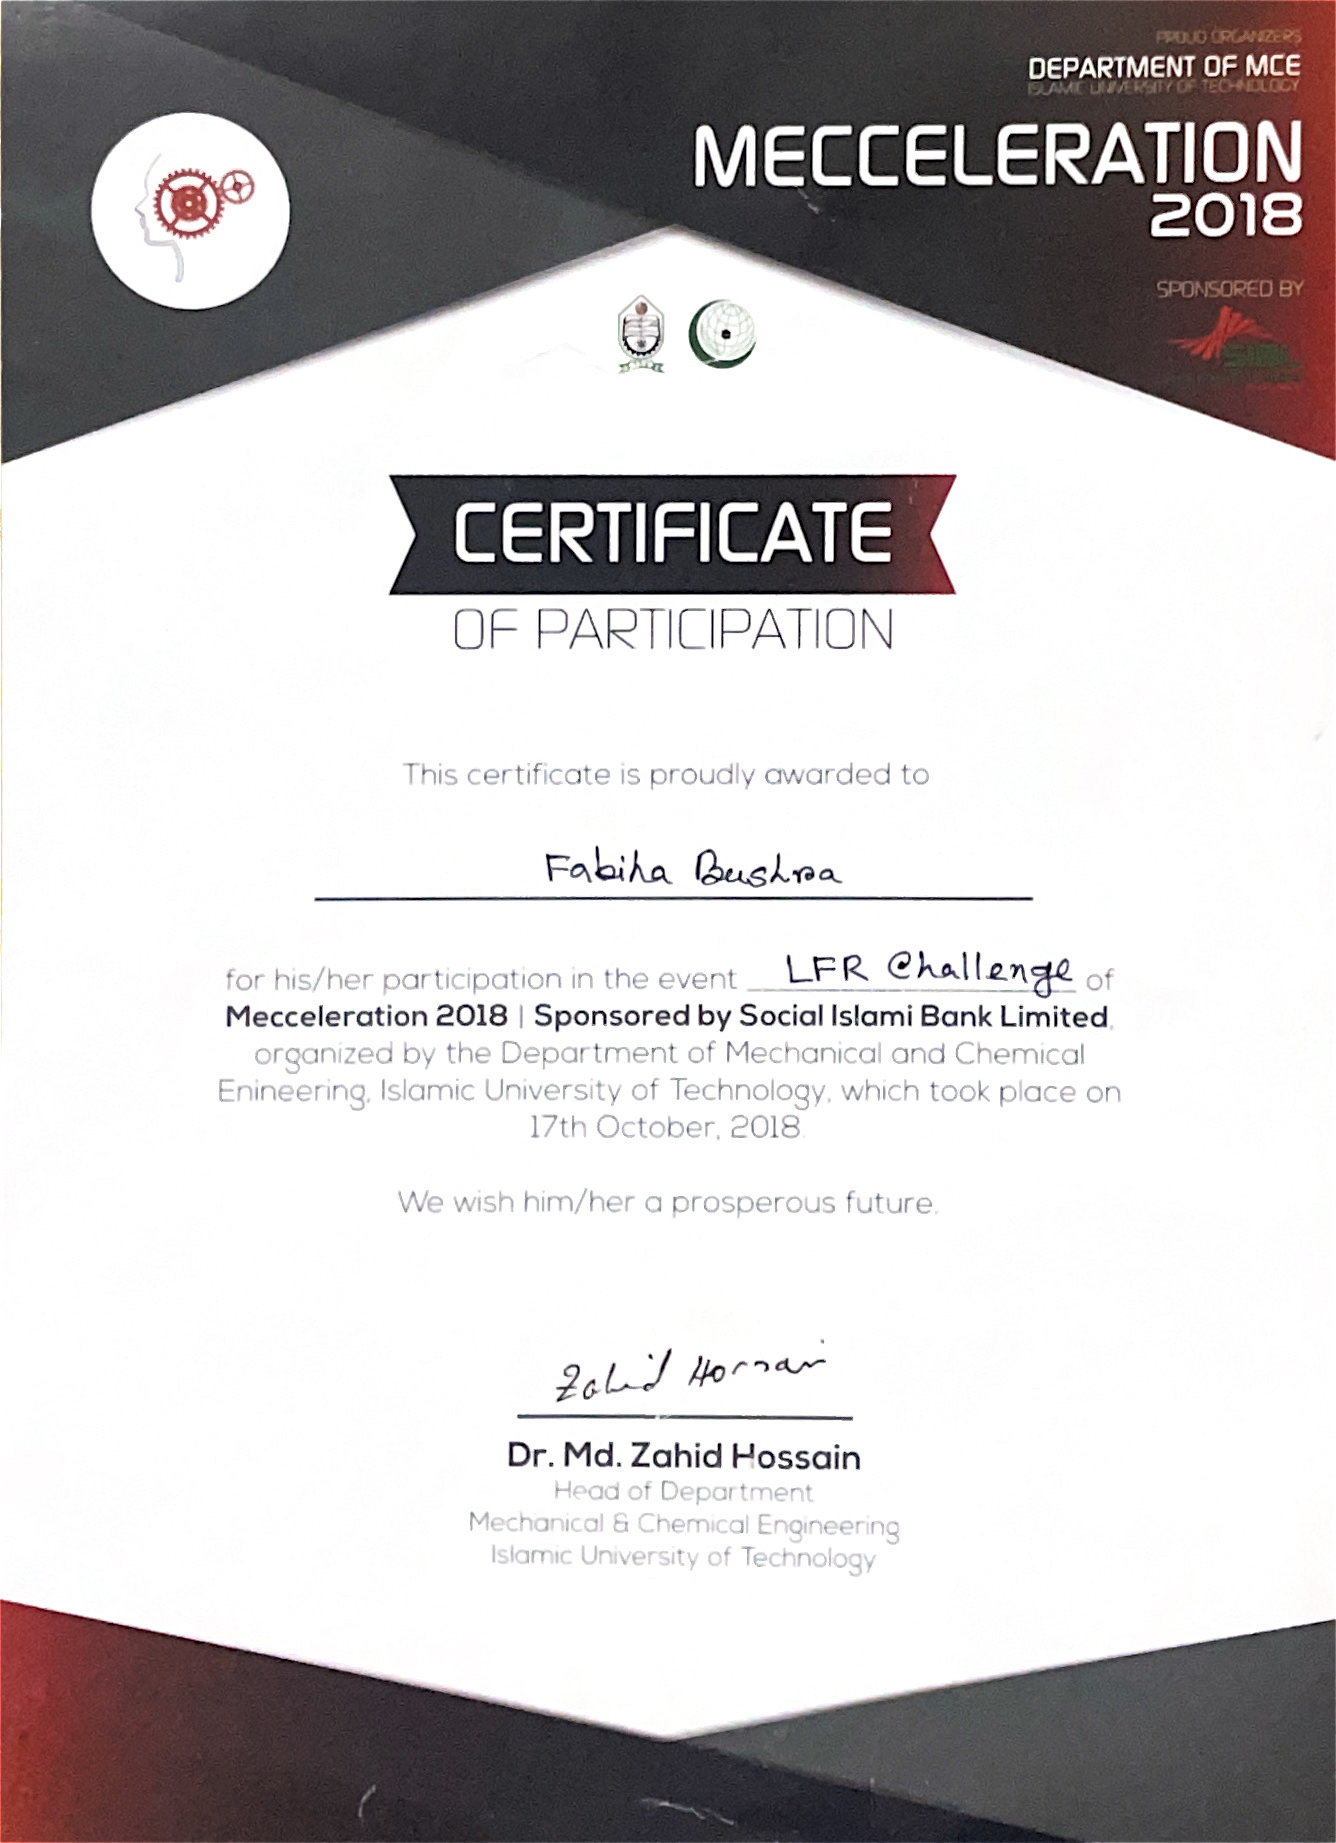 PROUD ORGANIZERS
DEPARTMENT OF MCE
ISLAMIC UNIVERSITY OF TECHNOLOGY
MECCELERATION
2018
SPONSORED BY
SIBL
CERTIFICATE
OF PARTICIPATION
This certificate is proudly awarded to
Fabiha Bushra
for his/her participation in the event LFR Challenge of
Mecceleration 2018 | Sponsored by Social Islami Bank Limited,
organized by the Department of Mechanical and Chemical
Enineering, Islamic University of Technology, which took place on
17th October, 2018.
We wish him/her a prosperous future.
Zahid Hossain
Dr. Md. Zahid Hossain
Head of Department
Mechanical & Chemical Engineering
Islamic University of Technology